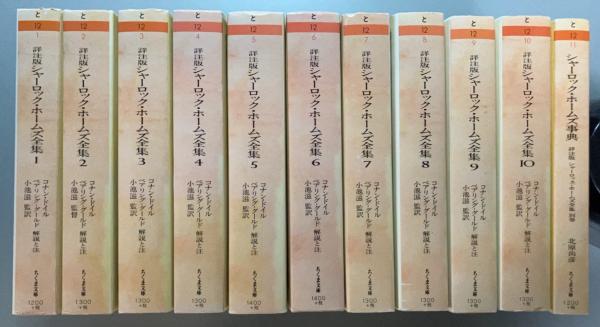 と
12
1
詳注版 シャーロック・ホームズ全集 1
コナン・ドイル
ベアリング=グールド 解説と注
小池滋 監訳
ちくま文庫
1200
+税
と
12
2
詳注版 シャーロック・ホームズ全集 2
コナン・ドイル
ベアリング=グールド 解説と注
小池滋 監督
ちくま文庫
1300
+税
と
12
3
詳注版 シャーロック・ホームズ全集 3
コナン・ドイル
ベアリング=グールド 解説と注
小池滋 監訳
ちくま文庫
1300
+税
と
12
4
詳注版 シャーロック・ホームズ全集 4
コナン・ドイル
ベアリング=グールド 解説と注
小池滋 監訳
ちくま文庫
1200
+税
と
12
5
詳注版 シャーロック・ホームズ全集 5
コナン・ドイル
ベアリング=グールド 解説と注
小池滋 監訳
ちくま文庫
1400
+税
と
12
6
詳注版 シャーロック・ホームズ全集 6
コナン・ドイル
ベアリング=グールド 解説と注
小池滋 監訳
ちくま文庫
1400
+税
と
12
7
詳注版 シャーロック・ホームズ全集 7
コナン・ドイル
ベアリング=グールド 解説と注
小池滋 監訳
ちくま文庫
1300
+税
と
12
8
詳注版 シャーロック・ホームズ全集 8
コナン・ドイル
ベアリング=グールド 解説と注
小池滋 監訳
ちくま文庫
1300
+税
と
12
9
詳注版 シャーロック・ホームズ全集 9
コナン・ドイル
ベアリング=グールド 解説と注
小池滋 監訳
ちくま文庫
1300
+税
と
12
10
詳注版 シャーロック・ホームズ全集 10
コナン・ドイル
ベアリング=グールド 解説と注
小池滋 監訳
ちくま文庫
1300
+税
と
12
11
シャーロック・ホームズ事典
詳注版 シャーロック・ホームズ全集 別巻
北原尚彦
ちくま文庫
1200
+税